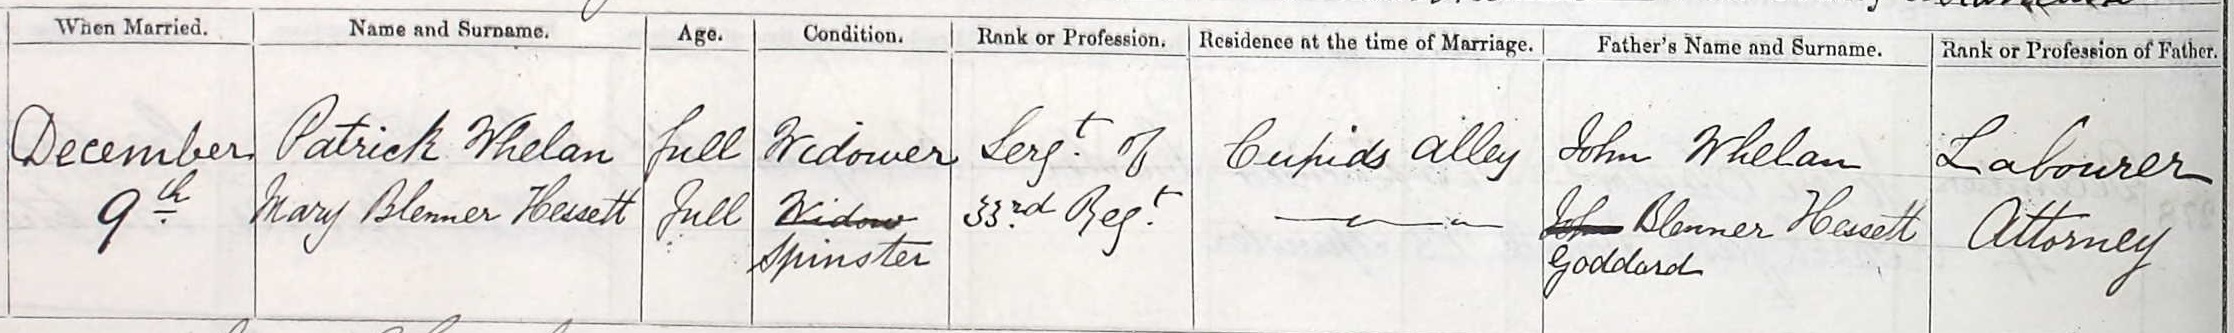 When Married. Name and Surname. Age. Condition. Rank or Profession. Residence at the time of Marriage. Father's Name and Surname. Rank or Profession of Father.
December Patrick Whelan full Widower Sergt. of Cupids alley John Whelan Labourer
9th Mary Blenner Hessett full Widow 33rd Regt. John Blenner Hessett Attorney
Spinster Goddard